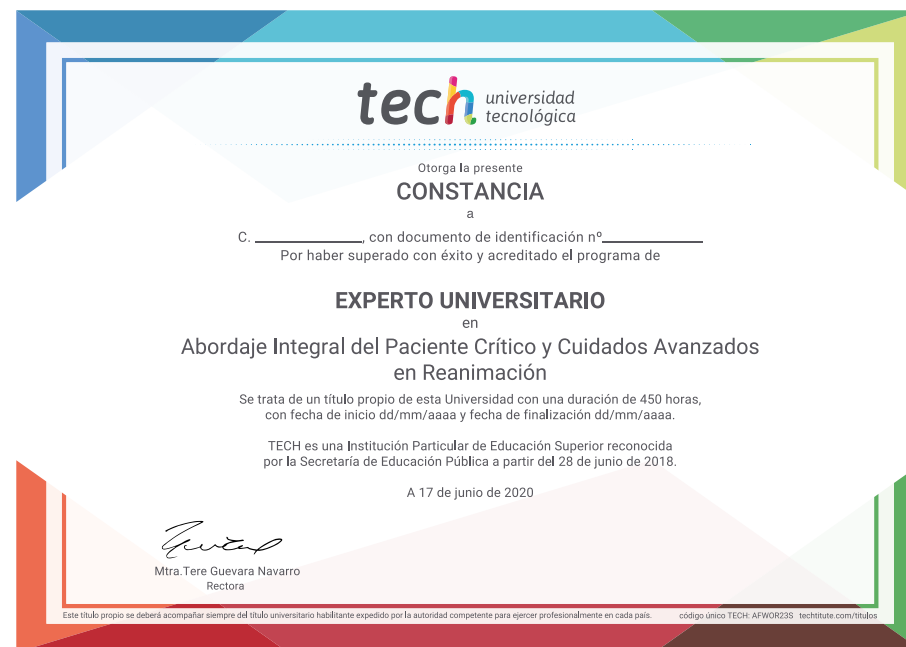 tech universidad
tecnológica
Otorga la presente
CONSTANCIA
a
C. ____________, con documento de identificación nº____________
Por haber superado con éxito y acreditado el programa de
EXPERTO UNIVERSITARIO
en
Abordaje Integral del Paciente Crítico y Cuidados Avanzados
en Reanimación
Se trata de un título propio de esta Universidad con una duración de 450 horas,
con fecha de inicio dd/mm/aaaa y fecha de finalización dd/mm/aaaa.
TECH es una Institución Particular de Educación Superior reconocida
por la Secretaría de Educación Pública a partir del 28 de junio de 2018.
A 17 de junio de 2020
Mtra.Tere Guevara Navarro
Rectora
Este título propio se deberá acompañar siempre del título universitario habilitante expedido por la autoridad competente para ejercer profesionalmente en cada país. código único TECH: AFWOR23S techtitute.com/titulos